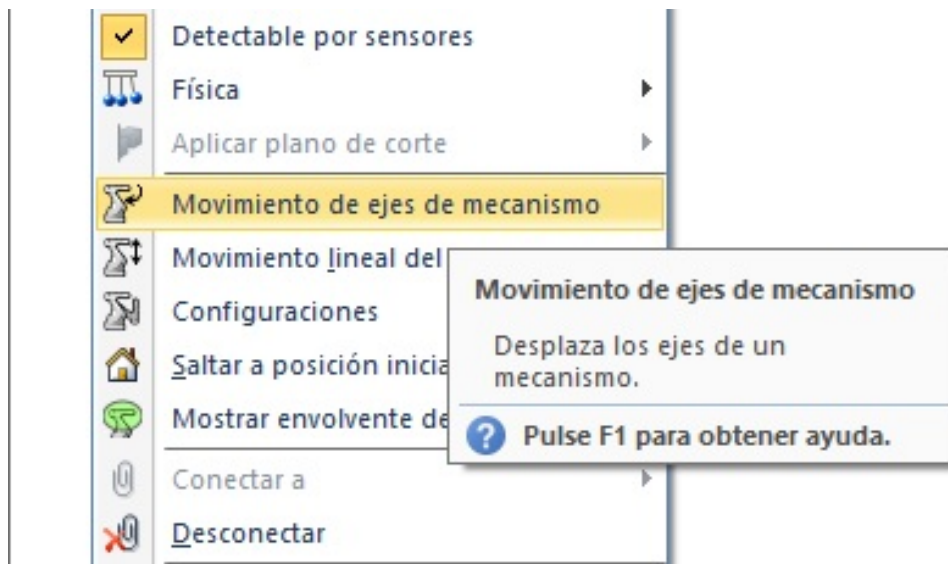 Detectable por sensores
Física
Aplicar plano de corte
Movimiento de ejes de mecanismo
Movimiento lineal del
Configuraciones
Saltar a posición inicia
Mostrar envolvente de
Conectar a
Desconectar
Movimiento de ejes de mecanismo
Desplaza los ejes de un
mecanismo.
Pulse F1 para obtener ayuda.